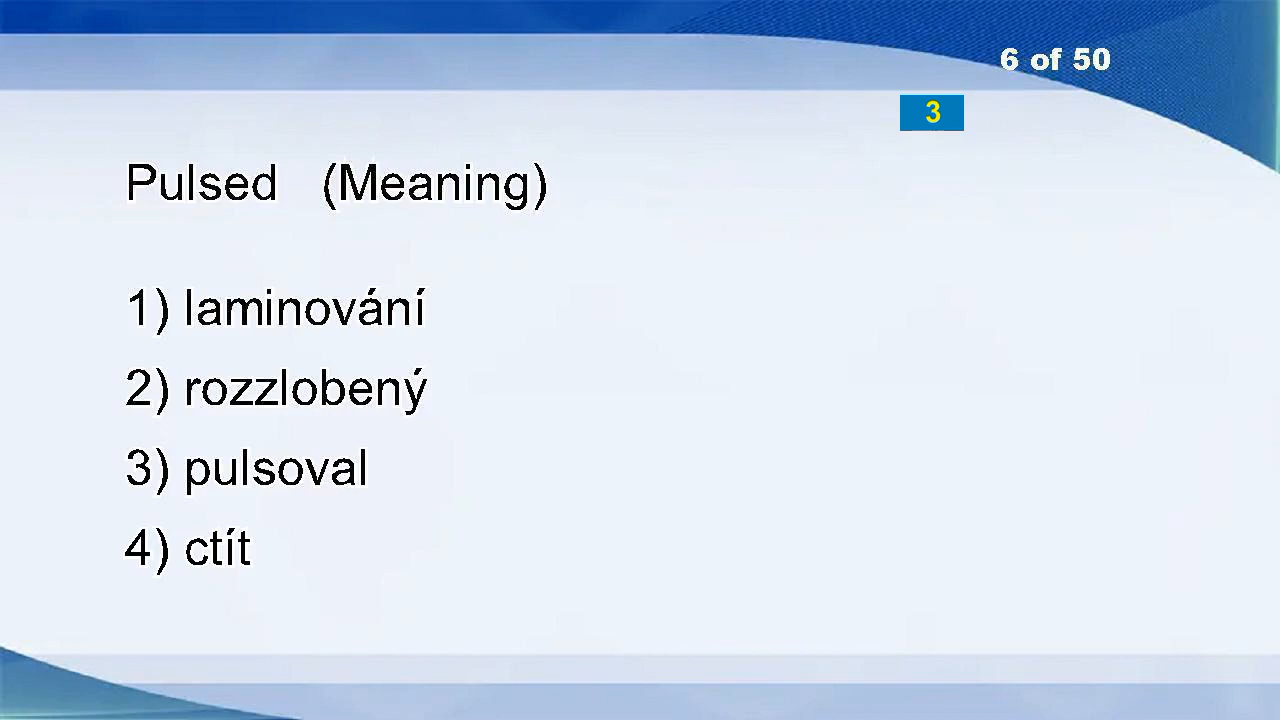 6 of 50
3
Pulsed (Meaning)
1) laminování
2) rozzlobený
3) pulsoval
4) ctít